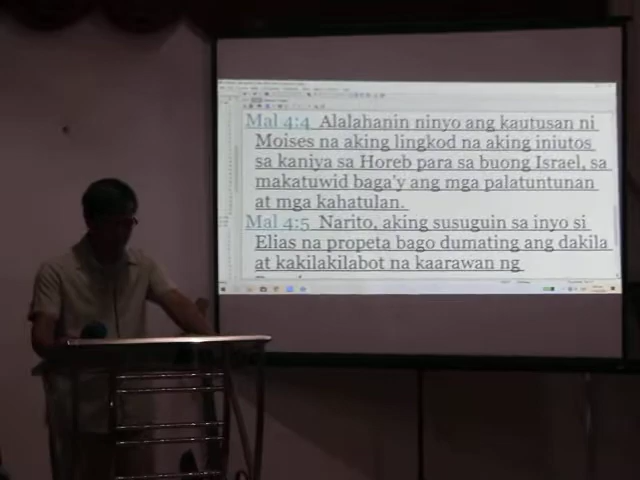 Mal 4:4 Alalahanin ninyo ang kautusan ni
Moises na aking lingkod na aking iniutos
sa kaniya sa Horeb para sa buong Israel, sa
makatuwid baga'y ang mga palatuntunan
at mga kahatulan.
Mal 4:5 Narito, aking susuguin sa inyo si
Elias na propeta bago dumating ang dakila
at kakilakilabot na kaarawan ng